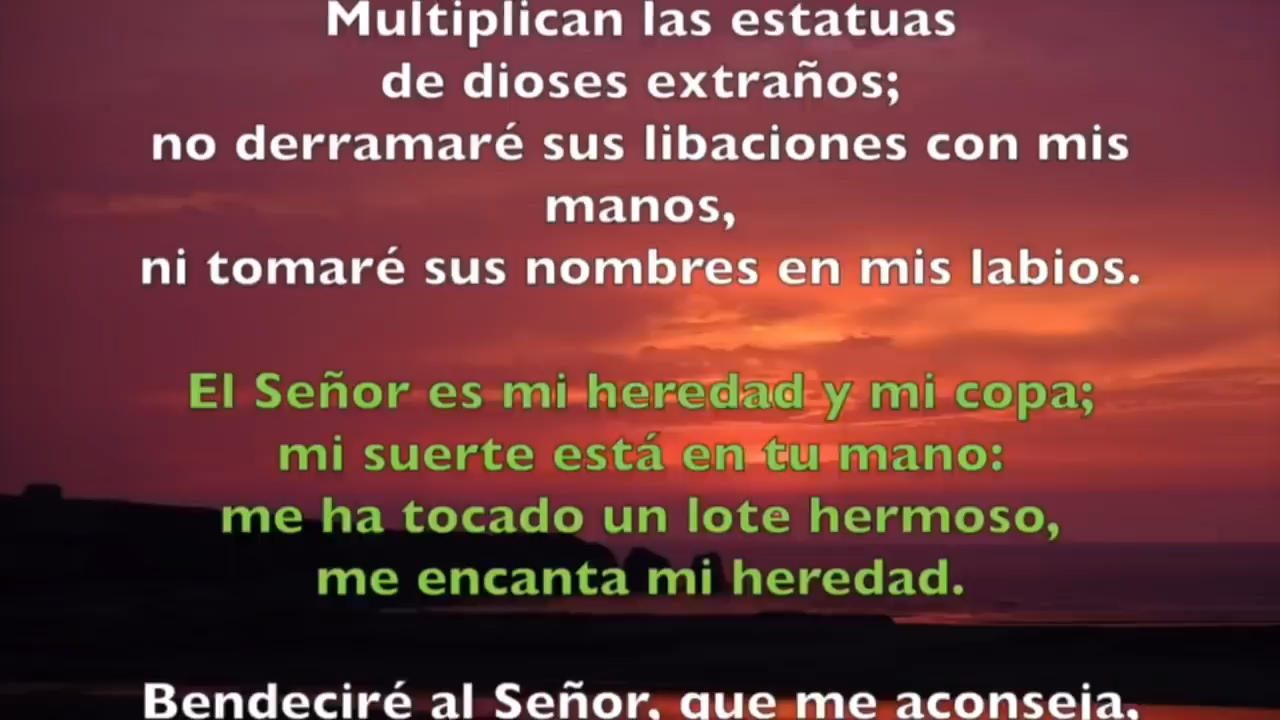 Multiplican las estatuas
de dioses extraños;
no derramaré sus libaciones con mis
manos,
ni tomaré sus nombres en mis labios.
El Señor es mi heredad y mi copa;
mi suerte está en tu mano:
me ha tocado un lote hermoso,
me encanta mi heredad.
Bendeciré al Señor, que me aconseja,